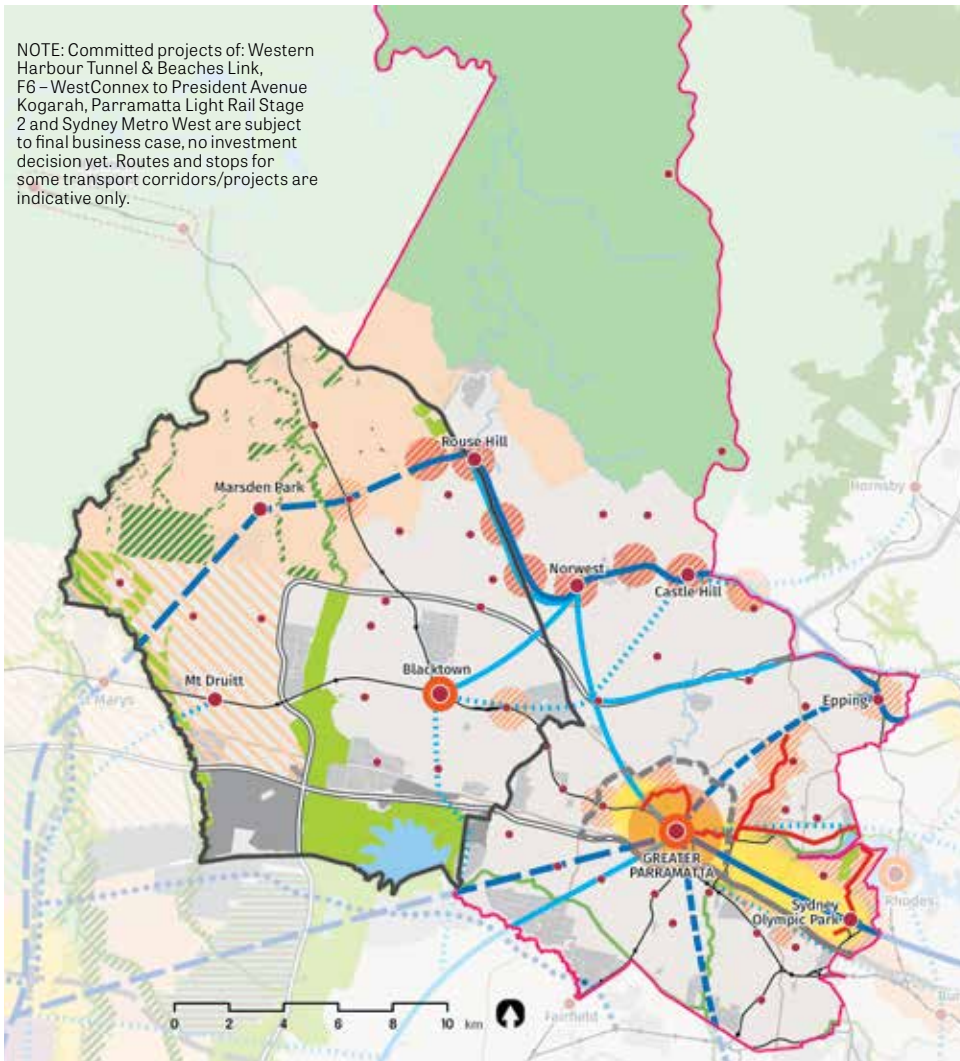 NOTE: Committed projects of: Western
Harbour Tunnel & Beaches Link,
F6 – WestConnex to President Avenue
Kogarah, Parramatta Light Rail Stage
2 and Sydney Metro West are subject
to final business case, no investment
decision yet. Routes and stops for
some transport corridors/projects are
indicative only.
Rouse Hill
Marsden Park
Hornsby
Norwest
Castle Hill
Blacktown
Mt Druitt
St Marys
Epping
GREATER
PARRAMATTA
Rhodes
Sydney
Olympic Park
Fairfield
0 2 4 6 8 10 km